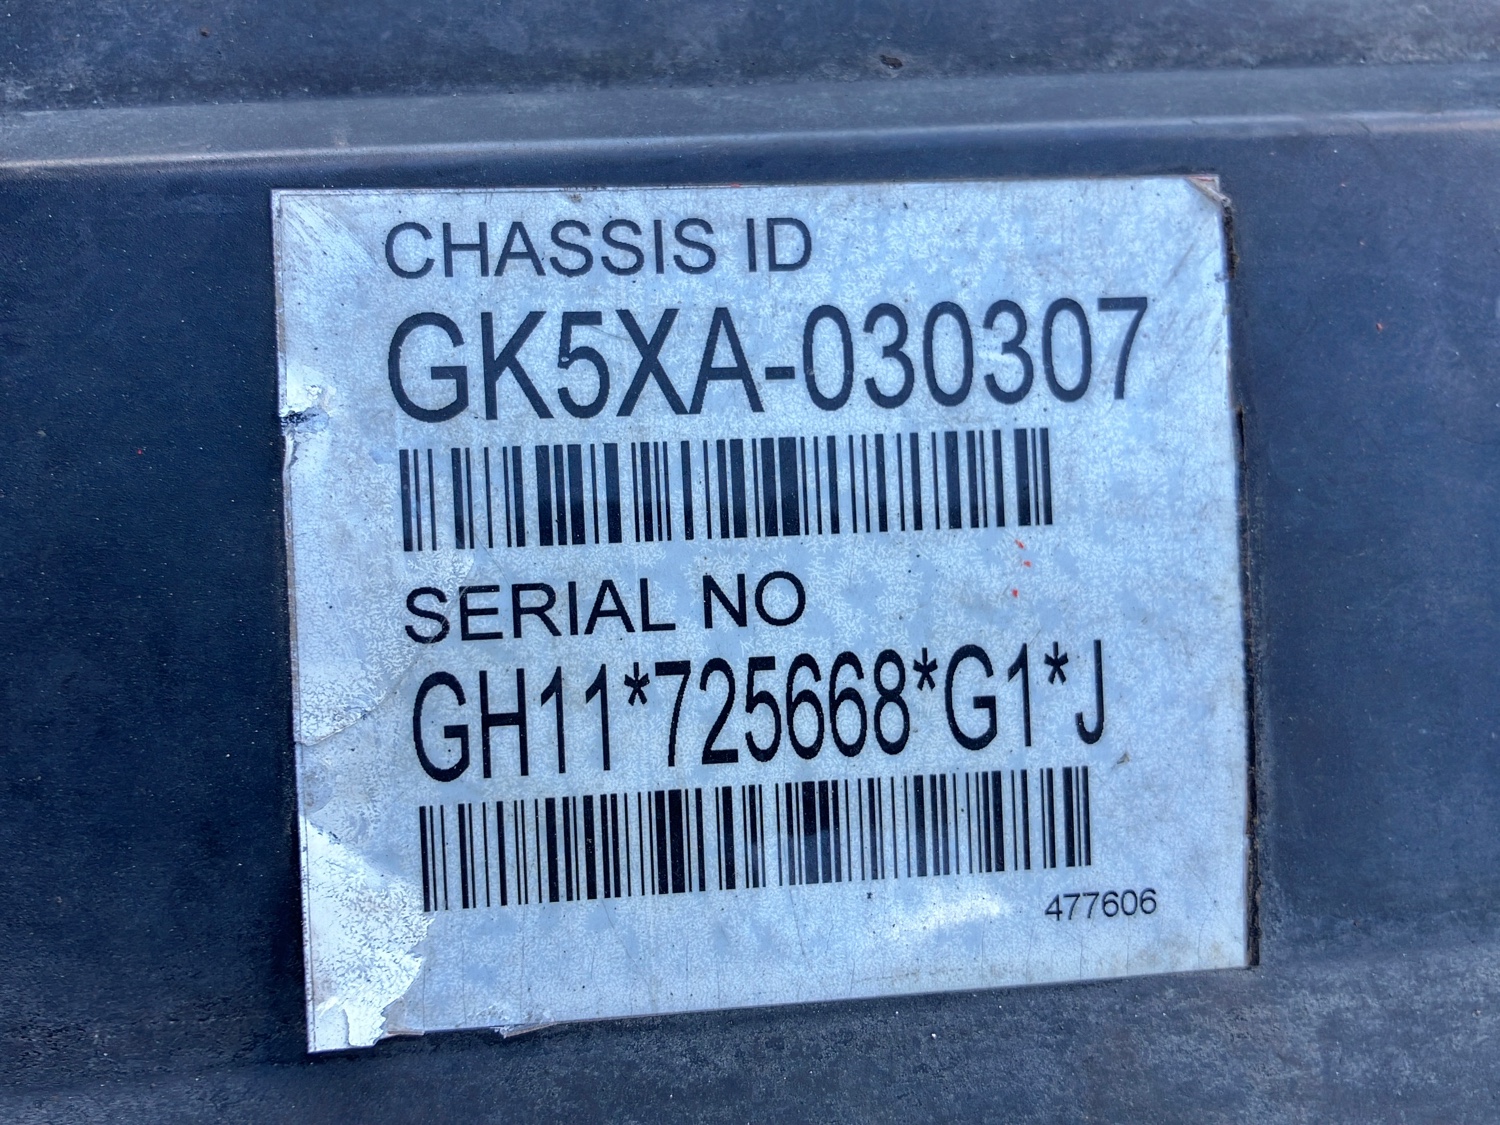 CHASSIS ID
GK5XA-030307
SERIAL NO
GH11*725668*G1*J
477606